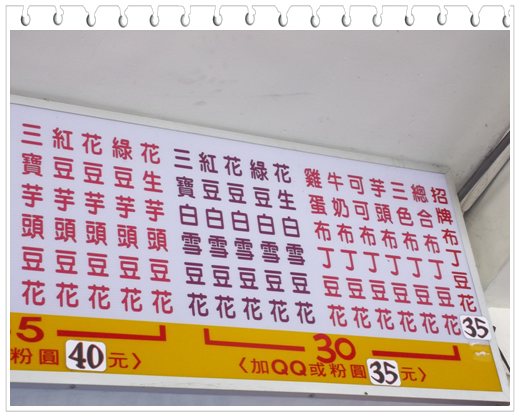 招牌布丁豆花
35
總合布丁豆花
三色布丁豆花
芋頭布丁豆花
可可布丁豆花
牛奶布丁豆花
雞蛋布丁豆花
花生白雪豆花
綠豆白雪豆花
花豆白雪豆花
紅豆白雪豆花
三寶白雪豆花
30
〈加QQ或粉圓35元〉
花生芋頭豆花
綠豆芋頭豆花
花豆芋頭豆花
紅豆芋頭豆花
三寶芋頭豆花
5
粉圓40元〉